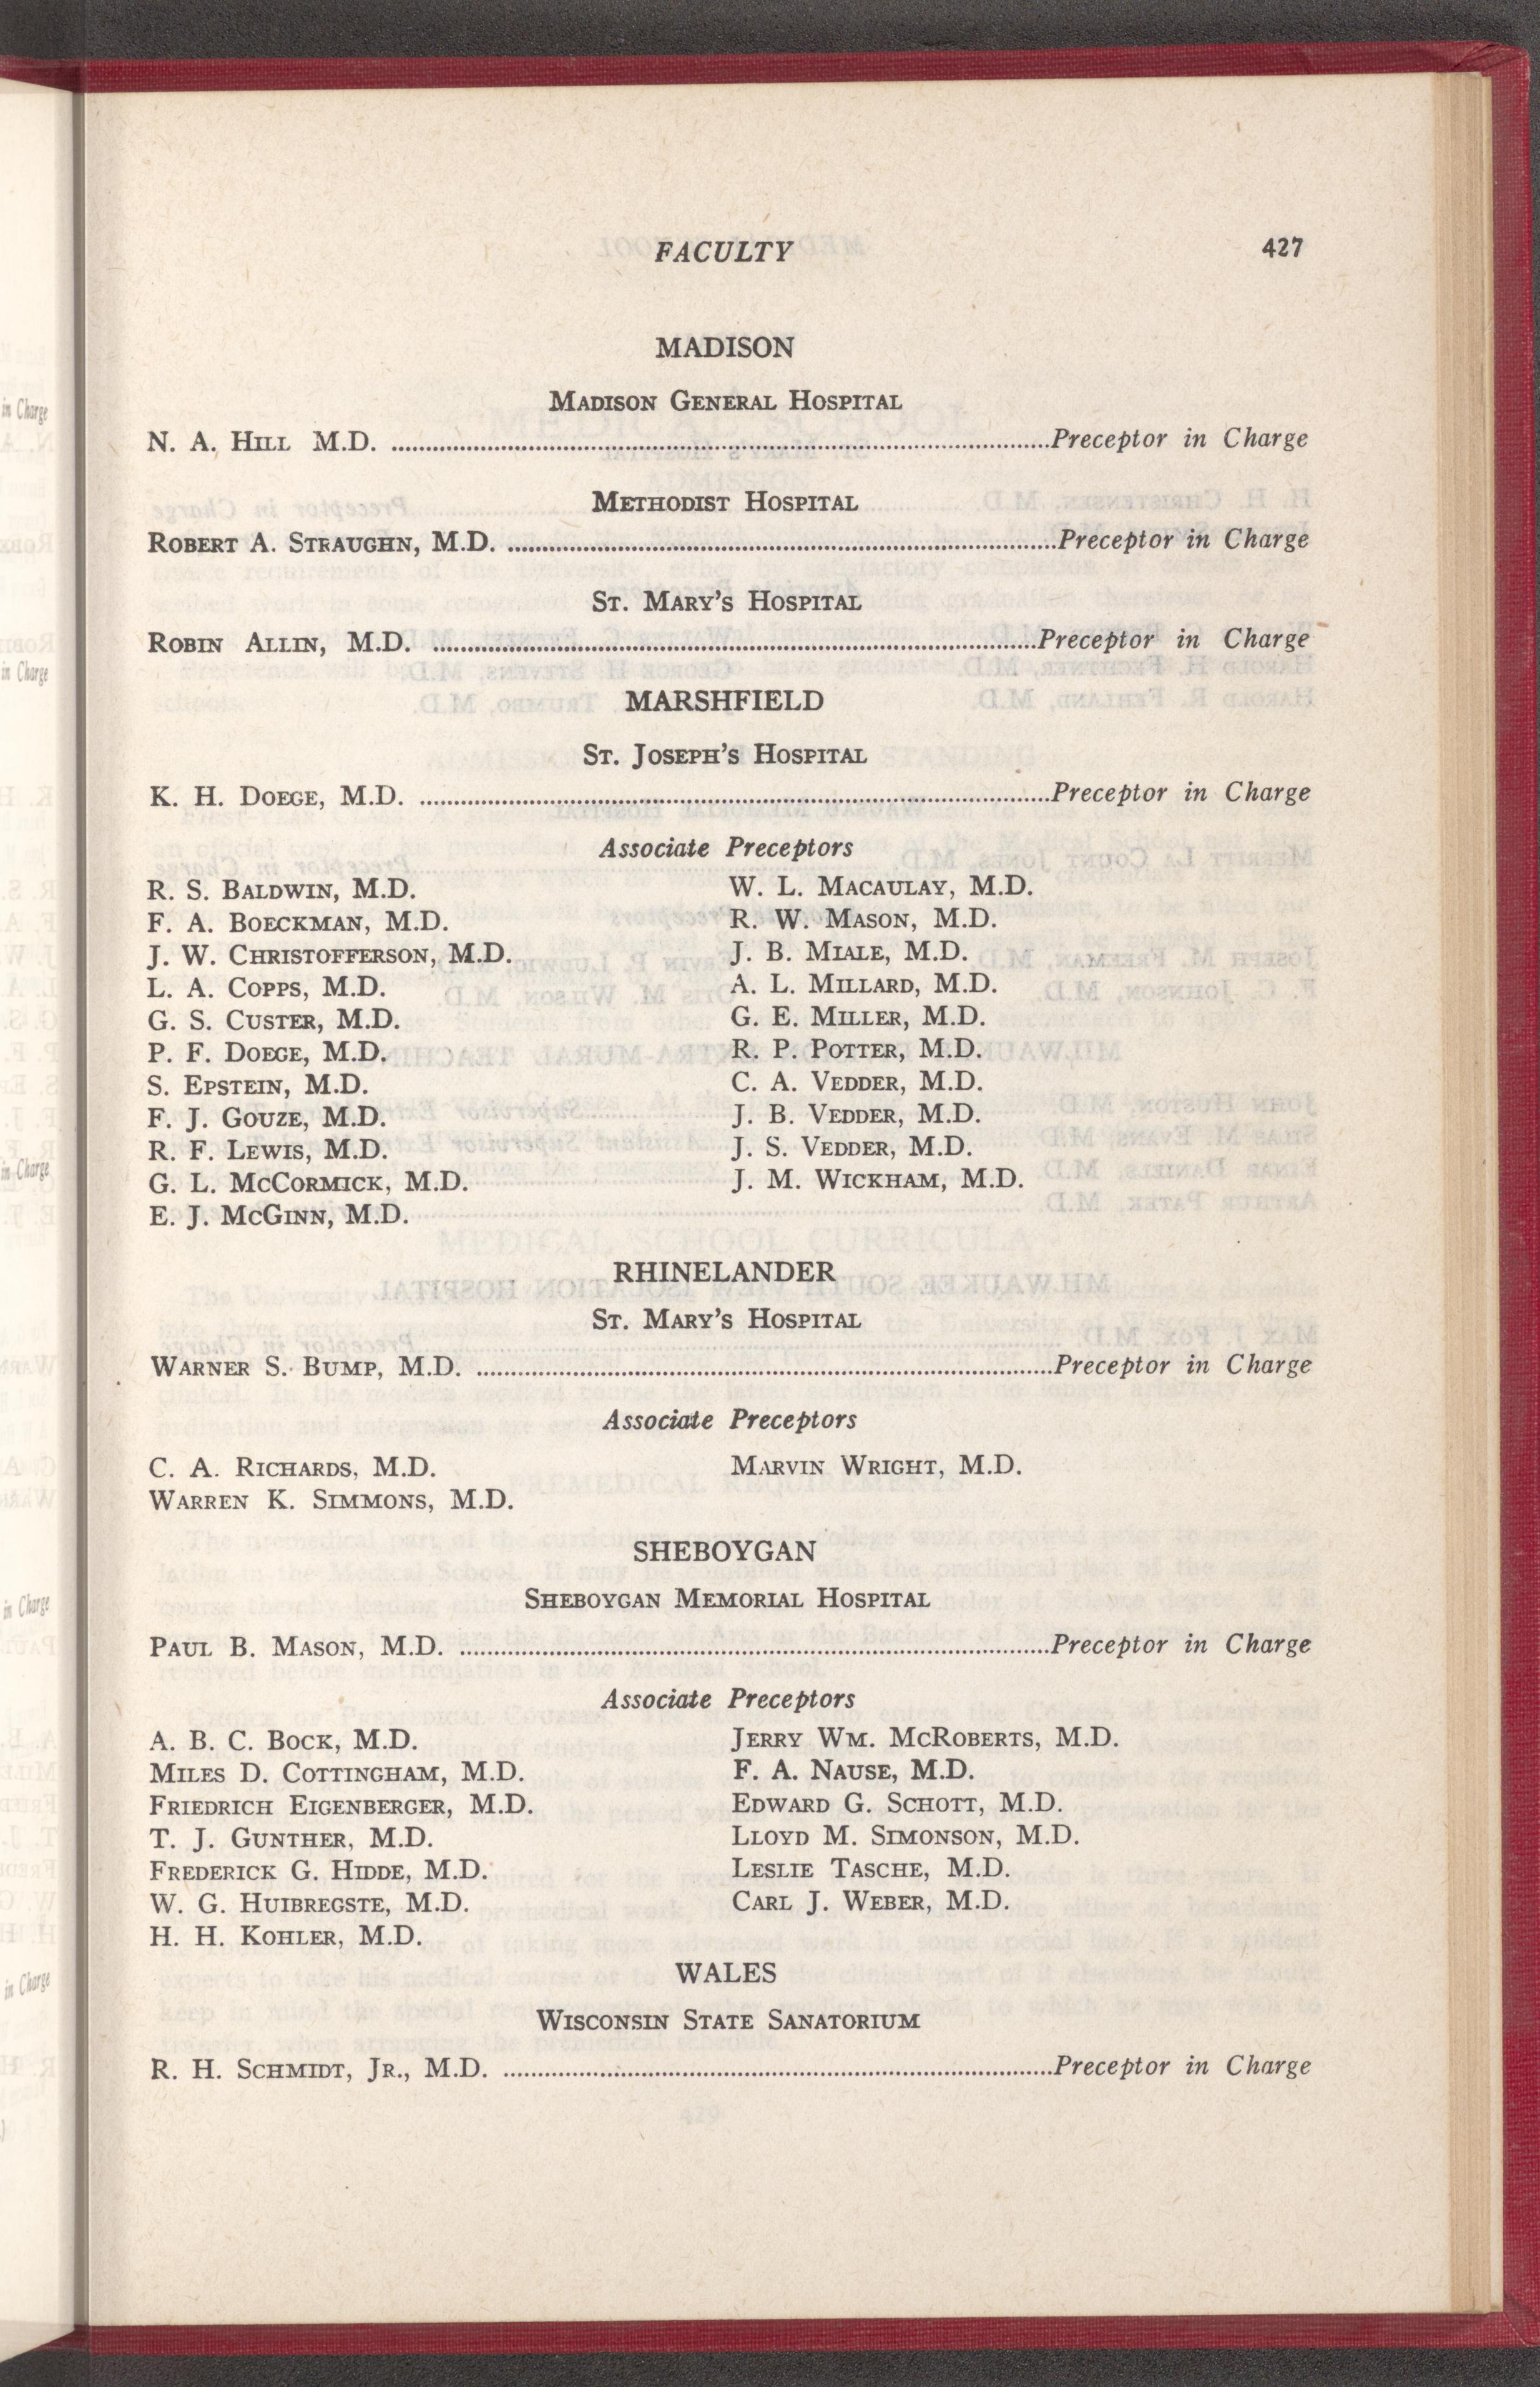 FACULTY 427
MADISON
MADISON GENERAL HOSPITAL
N. A. HILL M.D. ........................................Preceptor in Charge
METHODIST HOSPITAL
ROBERT A. STRAUGHN, M.D. ........................................Preceptor in Charge
ST. MARY'S HOSPITAL
ROBIN ALLIN, M.D. ........................................Preceptor in Charge
MARSHFIELD
ST. JOSEPH'S HOSPITAL
K. H. DOEGE, M.D. ........................................Preceptor in Charge
Associate Preceptors
R. S. BALDWIN, M.D.
F. A. BOECKMAN, M.D.
J. W. CHRISTOFFERSON, M.D.
L. A. COPPS, M.D.
G. S. CUSTER, M.D.
P. F. DOEGE, M.D.
S. EPSTEIN, M.D.
F. J. GOUZE, M.D.
R. F. LEWIS, M.D.
G. L. MCCORMICK, M.D.
E. J. MCGINN, M.D.
W. L. MACAULAY, M.D.
R. W. MASON, M.D.
J. B. MIALE, M.D.
A. L. MILLARD, M.D.
G. E. MILLER, M.D.
R. P. POTTER, M.D.
C. A. VEDDER, M.D.
J. B. VEDDER, M.D.
J. S. VEDDER, M.D.
J. M. WICKHAM, M.D.
RHINELANDER
ST. MARY'S HOSPITAL
WARNER S. BUMP, M.D. ........................................Preceptor in Charge
Associate Preceptors
C. A. RICHARDS, M.D.
WARREN K. SIMMONS, M.D.
MARVIN WRIGHT, M.D.
SHEBOYGAN
SHEBOYGAN MEMORIAL HOSPITAL
PAUL B. MASON, M.D. ........................................Preceptor in Charge
Associate Preceptors
A. B. C. BOCK, M.D.
MILES D. COTTINGHAM, M.D.
FRIEDRICH EIGENBERGER, M.D.
T. J. GUNTHER, M.D.
FREDERICK G. HIDDE, M.D.
W. G. HUIBREGSTE, M.D.
H. H. KOHLER, M.D.
JERRY WM. MCROBERTS, M.D.
F. A. NAUSE, M.D.
EDWARD G. SCHOTT, M.D.
LLOYD M. SIMONSON, M.D.
LESLIE TASCHE, M.D.
CARL J. WEBER, M.D.
WALES
WISCONSIN STATE SANATORIUM
R. H. SCHMIDT, JR., M.D. ........................................Preceptor in Charge